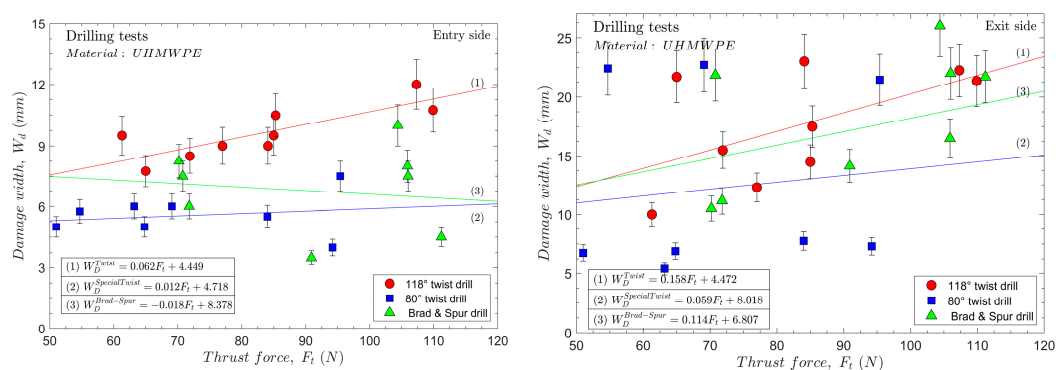 Drilling tests
Entry side
Material : UHMWPE
(1)
(3)
(2)
(1) W_D^{Twist} = 0.062F_t + 4.449
(2) W_D^{SpecialTwist} = 0.012F_t + 4.718
(3) W_D^{Brad-Spur} = −0.018F_t + 8.378
118° twist drill
80° twist drill
Brad & Spur drill
15
12
9
6
3
0
50 60 70 80 90 100 110 120
Damage width, W_d (mm)
Thrust force, F_t (N)
Drilling tests
Exit side
Material : UHMWPE
(1)
(3)
(2)
(1) W_D^{Twist} = 0.158F_t + 4.472
(2) W_D^{SpecialTwist} = 0.059F_t + 8.018
(3) W_D^{Brad-Spur} = 0.114F_t + 6.807
118° twist drill
80° twist drill
Brad & Spur drill
25
20
15
10
5
0
50 60 70 80 90 100 110 120
Damage width, W_d (mm)
Thrust force, F_t (N)